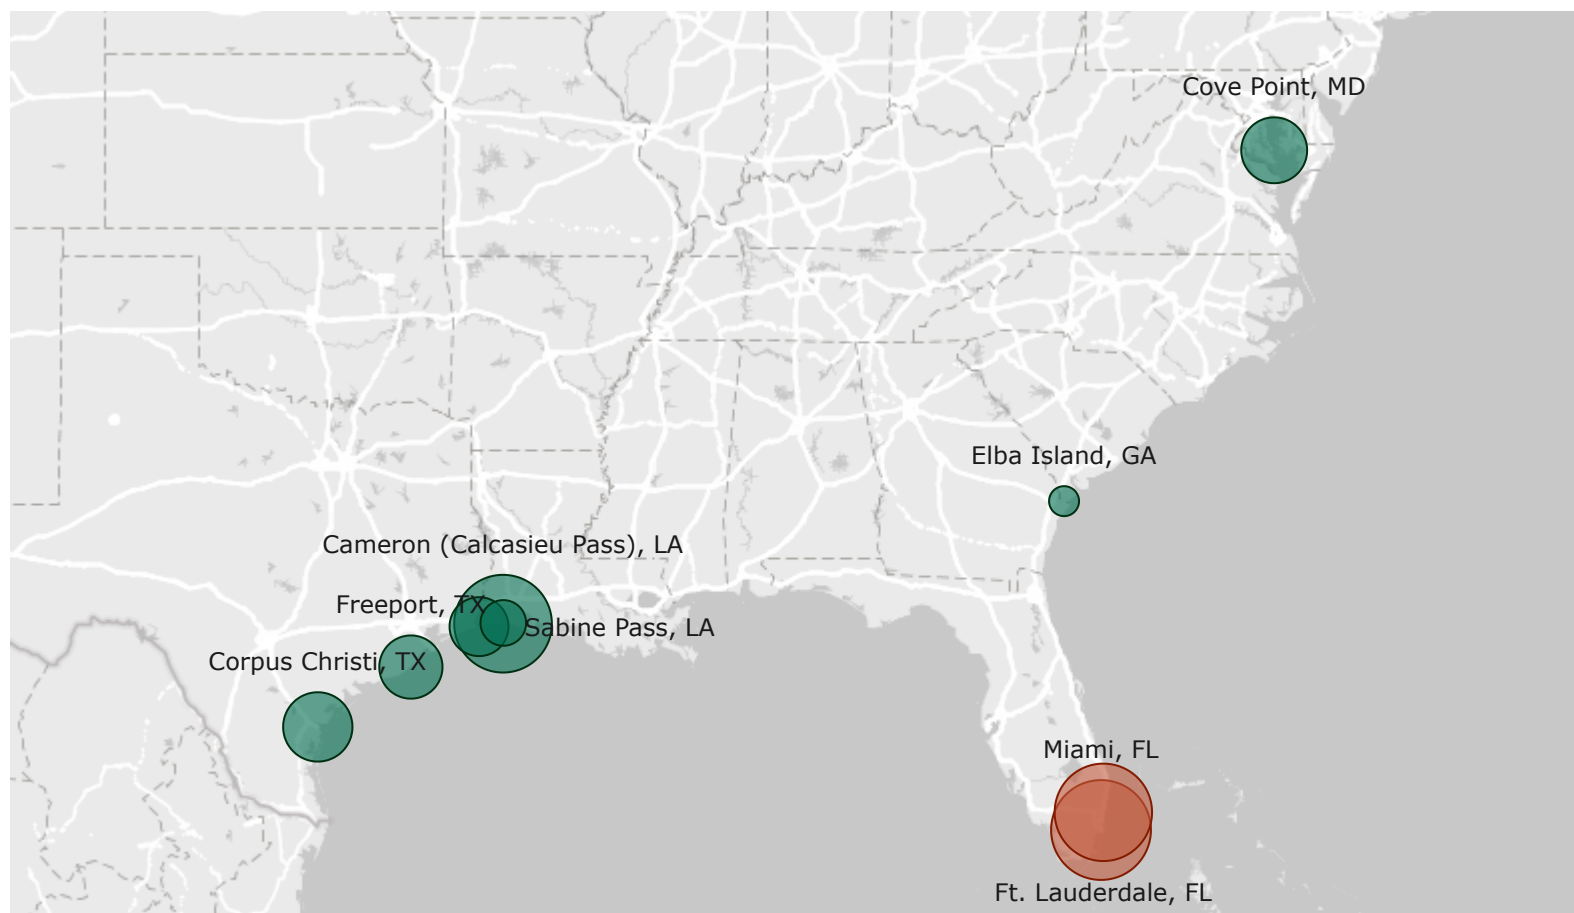 Cove Point, MD
Elba Island, GA
Cameron (Calcasieu Pass), LA
Freeport, TX
Sabine Pass, LA
Corpus Christi, TX
Miami, FL
Ft. Lauderdale, FL